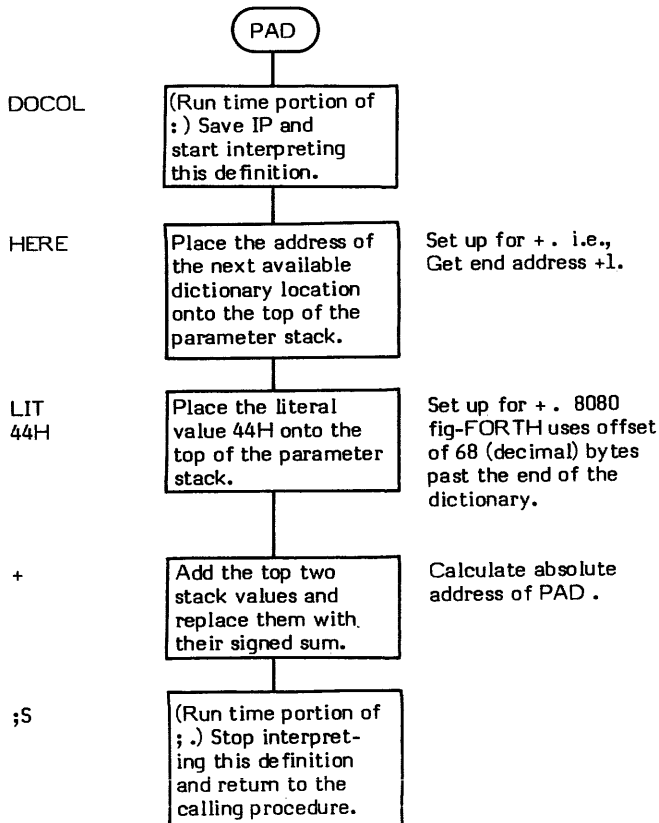 PAD
DOCOL
(Run time portion of
: ) Save IP and
start interpreting
this definition.
HERE
Place the address of
the next available
dictionary location
onto the top of the
parameter stack.
Set up for + . i.e.,
Get end address +1.
LIT
44H
Place the literal
value 44H onto the
top of the parameter
stack.
Set up for + . 8080
fig-FORTH uses offset
of 68 (decimal) bytes
past the end of the
dictionary.
+
Add the top two
stack values and
replace them with
their signed sum.
Calculate absolute
address of PAD .
;S
(Run time portion of
; .) Stop interpret-
ing this definition
and return to the
calling procedure.